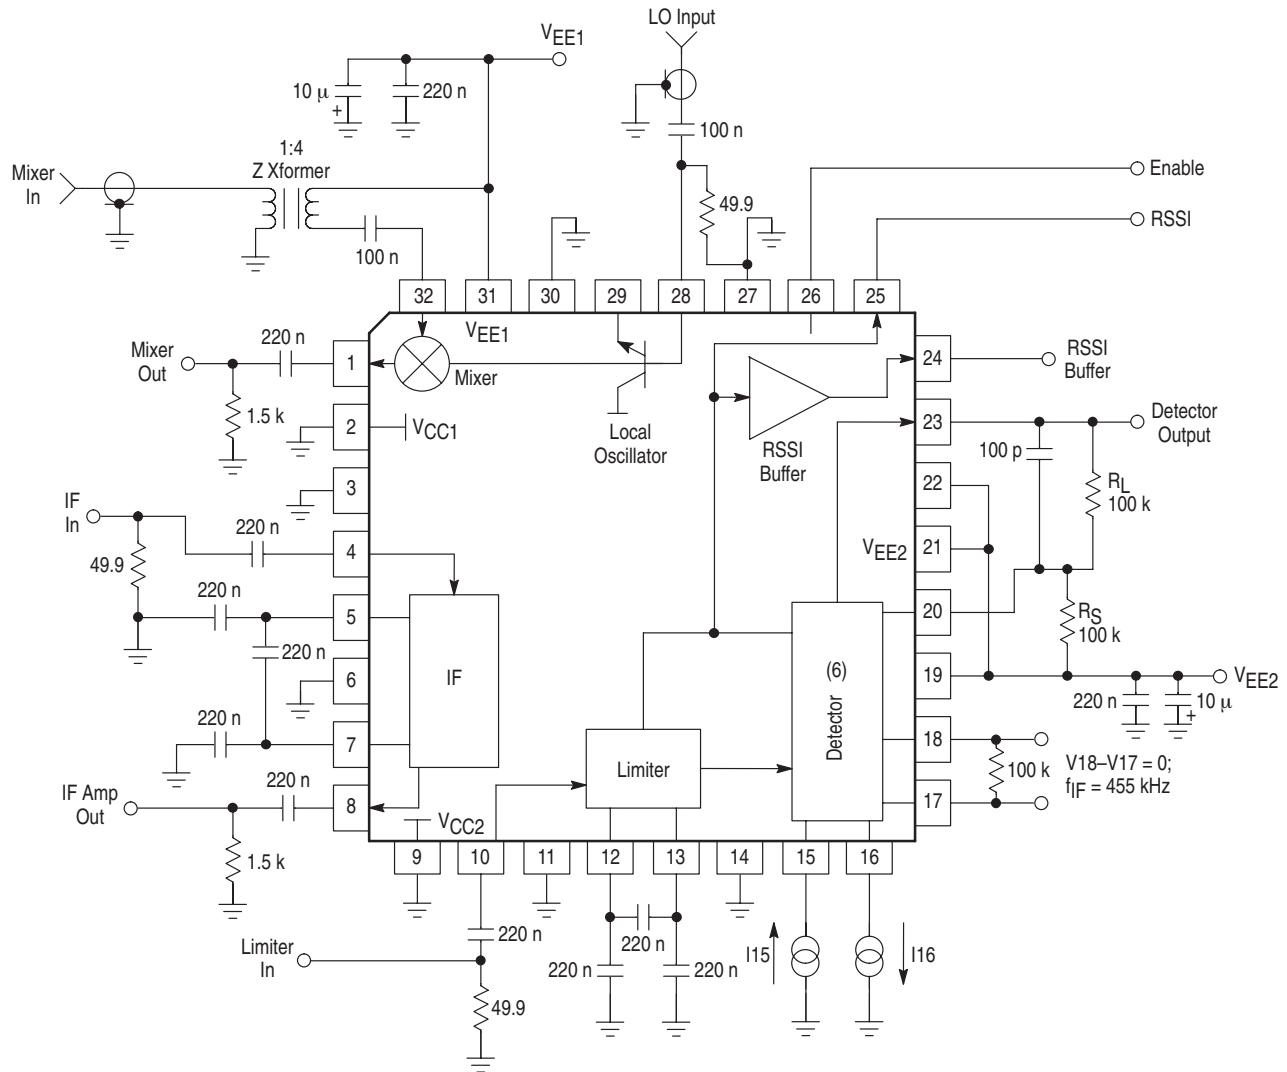 LO Input
VEE1
10 µ
+
220 n
100 n
1:4
Z Xformer
Mixer
In
Enable
49.9
RSSI
100 n
32
31
30
29
28
27
26
25
VEE1
220 n
Mixer
Out
1
Mixer
24
RSSI
Buffer
1.5 k
2
VCC1
Local
Oscillator
RSSI
Buffer
23
Detector
Output
100 p
3
22
RL
100 k
IF
In
220 n
4
VEE2
21
49.9
220 n
5
20
RS
100 k
220 n
6
IF
(6)
Detector
19
VEE2
220 n
10 µ
+
220 n
7
18
Limiter
100 k
V18–V17 = 0;
fIF = 455 kHz
IF Amp
Out
220 n
8
17
VCC2
1.5 k
9
10
11
12
13
14
15
16
220 n
220 n
Limiter
In
220 n
220 n
I15
I16
49.9